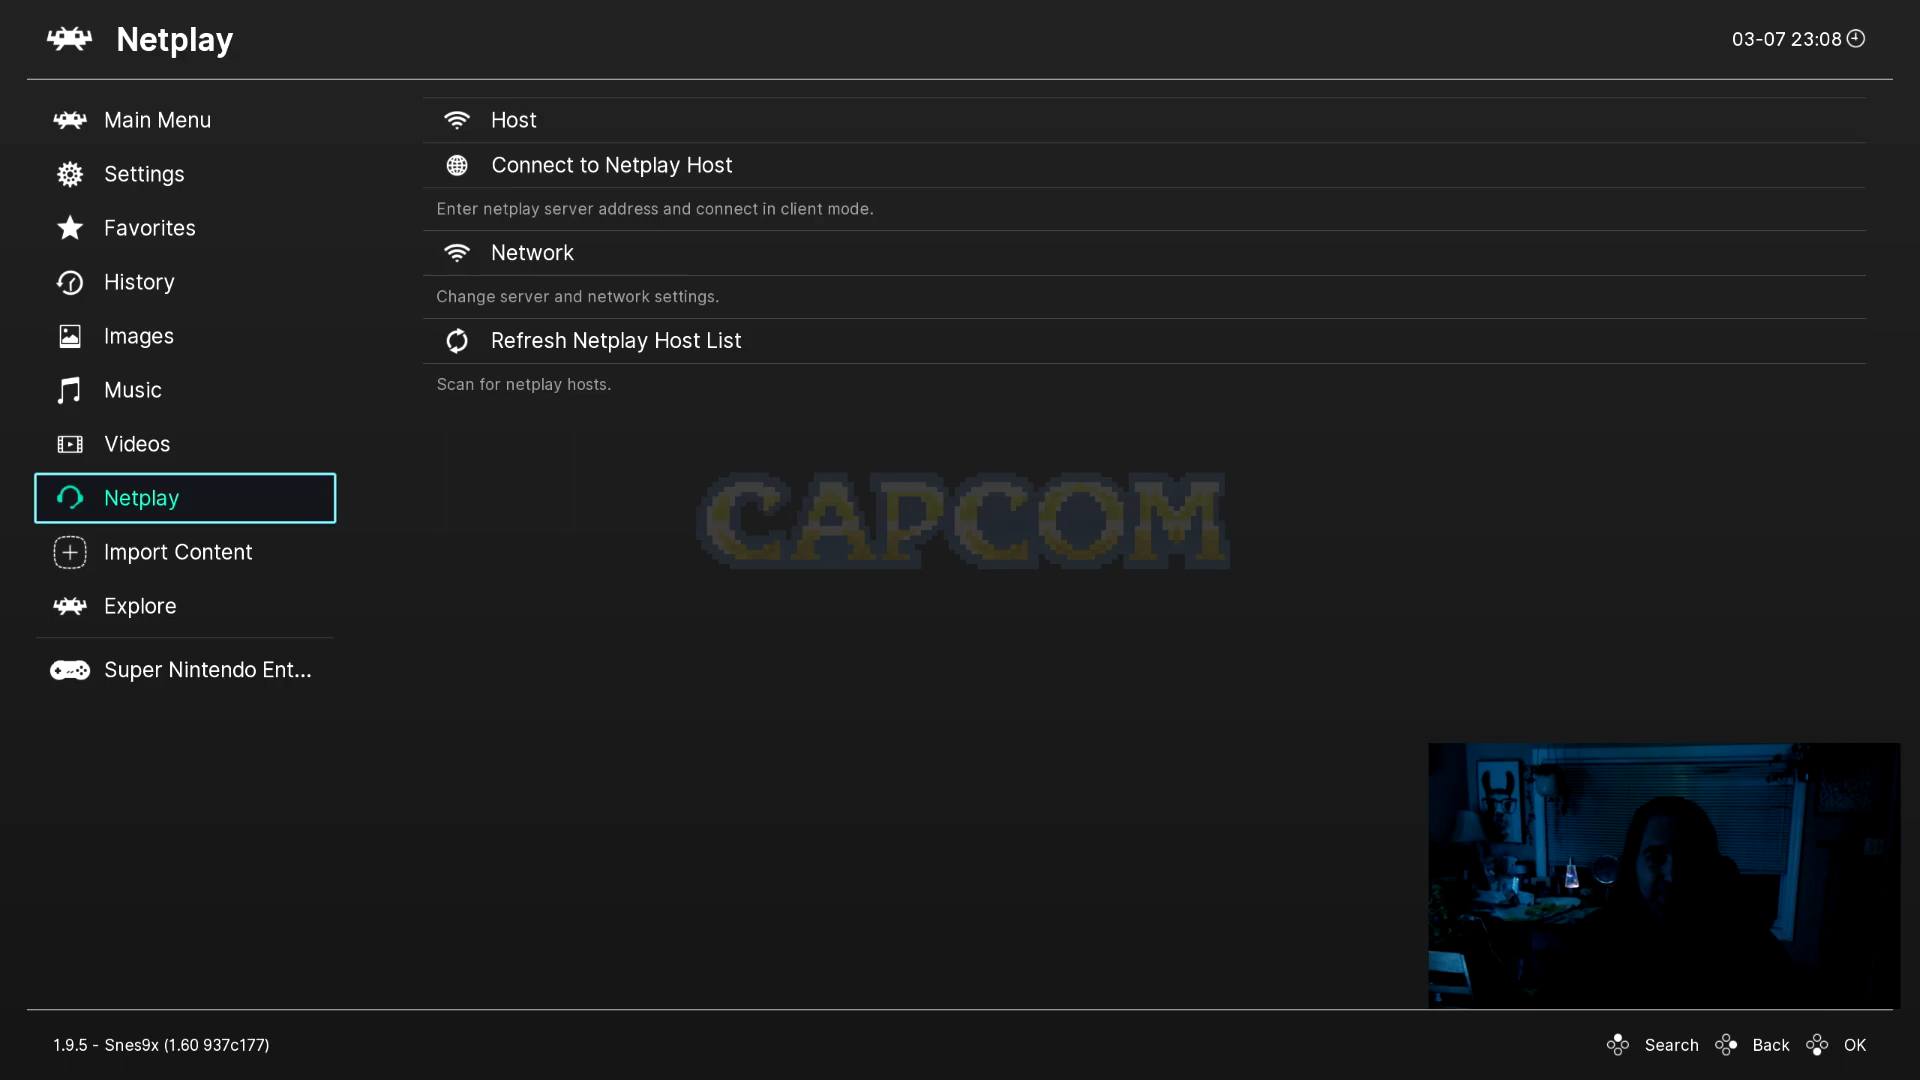 Netplay
03-07 23:08
Main Menu
Settings
Favorites
History
Images
Music
Videos
Netplay
Import Content
Explore
Super Nintendo Ent...
Host
Connect to Netplay Host
Enter netplay server address and connect in client mode.
Network
Change server and network settings.
Refresh Netplay Host List
Scan for netplay hosts.
CAPCOM
1.9.5 - Snes9x (1.60 937c177)
Search Back OK